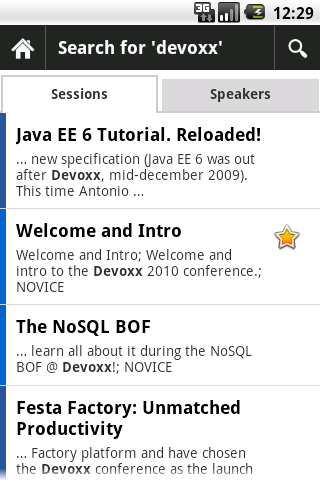 3G
12:29
Search for 'devoxx'
Sessions
Speakers
Java EE 6 Tutorial. Reloaded!
... new specification (Java EE 6 was out
after Devoxx, mid-december 2009).
This time Antonio ...
Welcome and Intro
Welcome and Intro; Welcome and
intro to the Devoxx 2010 conference.;
NOVICE
The NoSQL BOF
... learn all about it during the NoSQL
BOF @ Devoxx!; NOVICE
Festa Factory: Unmatched
Productivity
... Factory platform and have chosen
the Devoxx conference as the launch